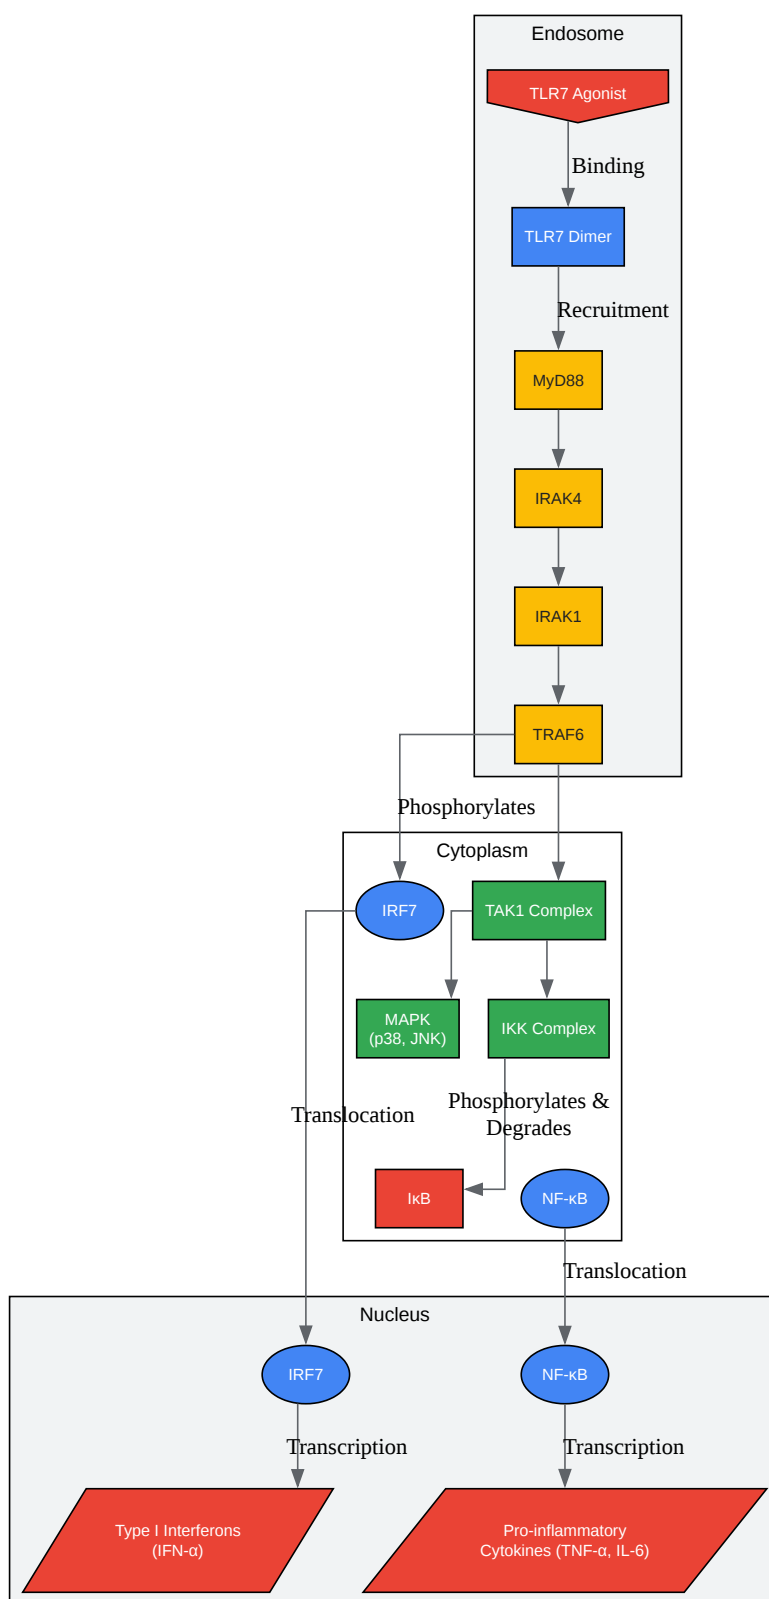 Endosome
TLR7 Agonist
Binding
TLR7 Dimer
Recruitment
MyD88
IRAK4
IRAK1
TRAF6
Phosphorylates
Cytoplasm
IRF7
TAK1 Complex
MAPK
(p38, JNK)
IKK Complex
Phosphorylates &
Degrades
Translocation
IκB
NF-κB
Translocation
Nucleus
IRF7
NF-κB
Transcription
Transcription
Type I Interferons
(IFN-α)
Pro-inflammatory
Cytokines (TNF-α, IL-6)